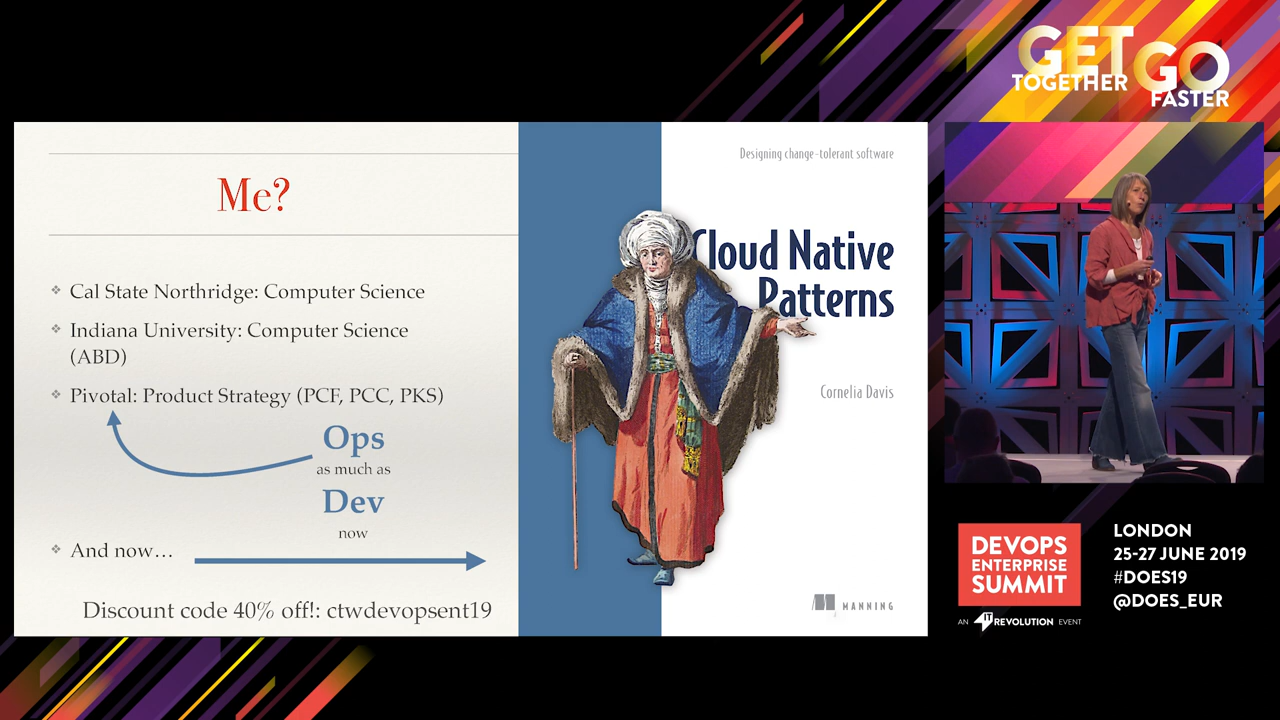 GET
TOGETHER
GO
FASTER
Me?
Cal State Northridge: Computer Science
Indiana University: Computer Science
(ABD)
Pivotal: Product Strategy (PCF, PCC, PKS)
Ops
as much as
Dev
now
And now…
Discount code 40% off!: ctwdevopsent19
Designing change-tolerant software
Cloud Native
Patterns
Cornelia Davis
MANNING
DEVOPS
ENTERPRISE
SUMMIT
AN IT REVOLUTION EVENT
LONDON
25-27 JUNE 2019
#DOES19
@DOES_EUR